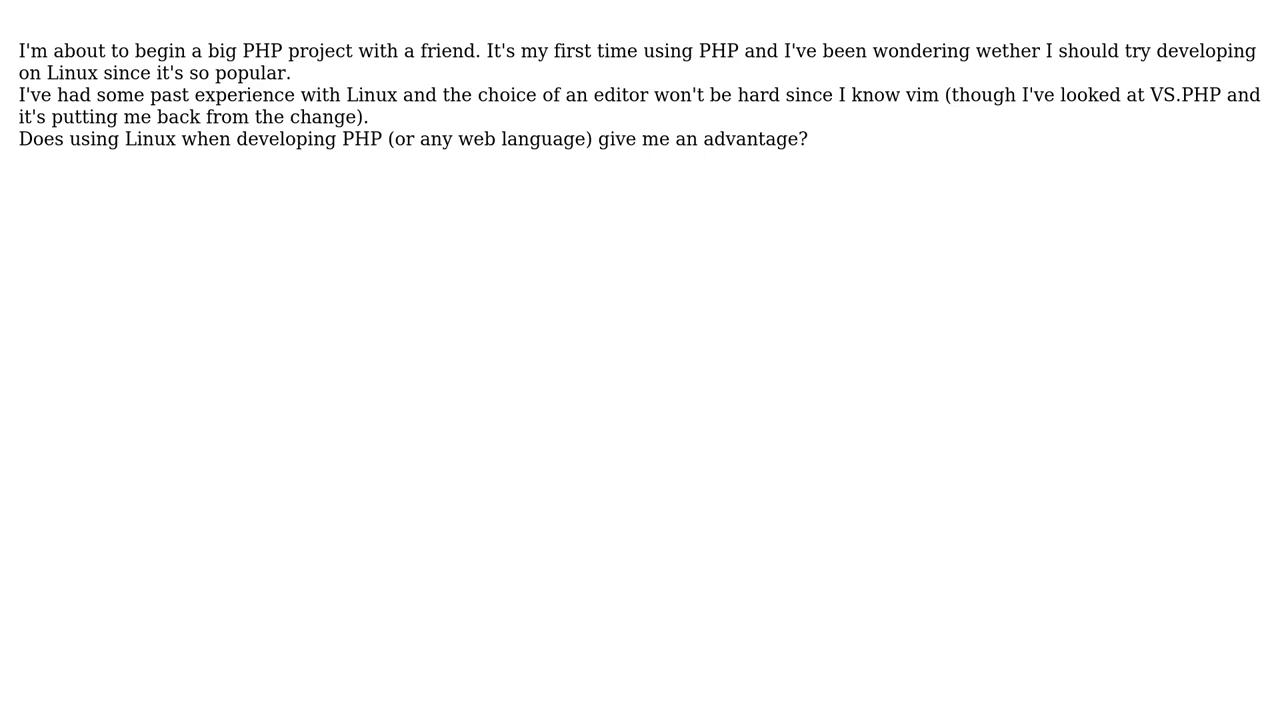 I'm about to begin a big PHP project with a friend. It's my first time using PHP and I've been wondering wether I should try developing
on Linux since it's so popular.
I've had some past experience with Linux and the choice of an editor won't be hard since I know vim (though I've looked at VS.PHP and
it's putting me back from the change).
Does using Linux when developing PHP (or any web language) give me an advantage?